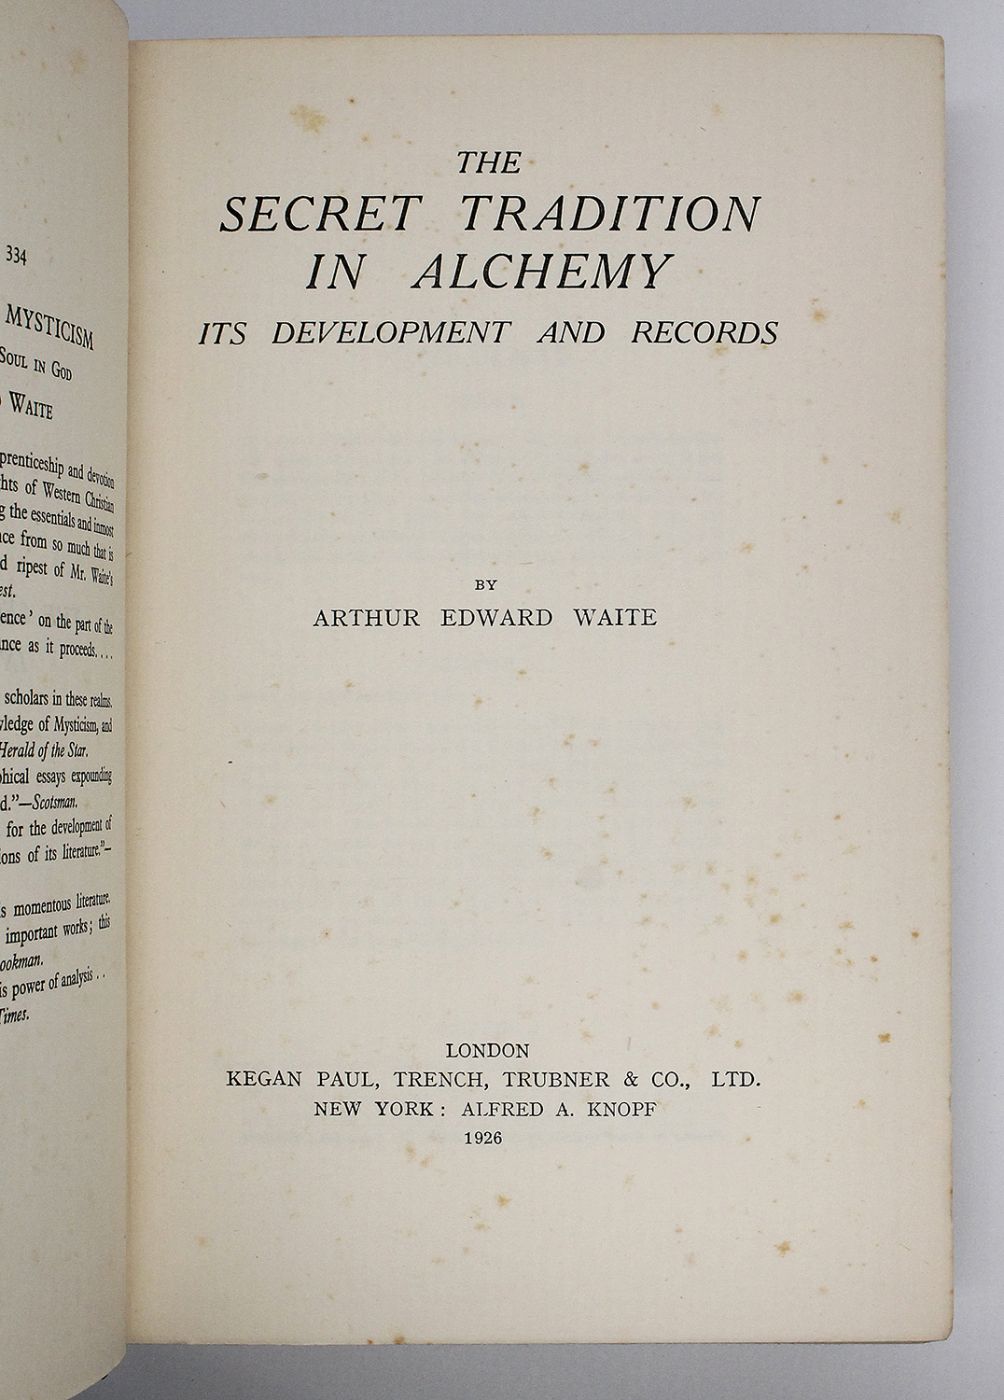 334
MYSTICISM
SOUL IN GOD
WAITE
prenticeship and devotion
hts of Western Christian
g the essentials and inmost
nce from so much that is
d ripest of Mr. Waite's
est.
ence' on the part of the
ance as it proceeds....
scholars in these realms.
vledge of Mysticism, and
Herald of the Star.
phical essays expounding
d."—Scotsman.
for the development of
ions of its literature."—
s momentous literature.
important works; this
ookman.
is power of analysis..
Times.
THE
SECRET TRADITION
IN ALCHEMY
ITS DEVELOPMENT AND RECORDS
BY
ARTHUR EDWARD WAITE
LONDON
KEGAN PAUL, TRENCH, TRUBNER & CO., LTD.
NEW YORK: ALFRED A. KNOPF
1926